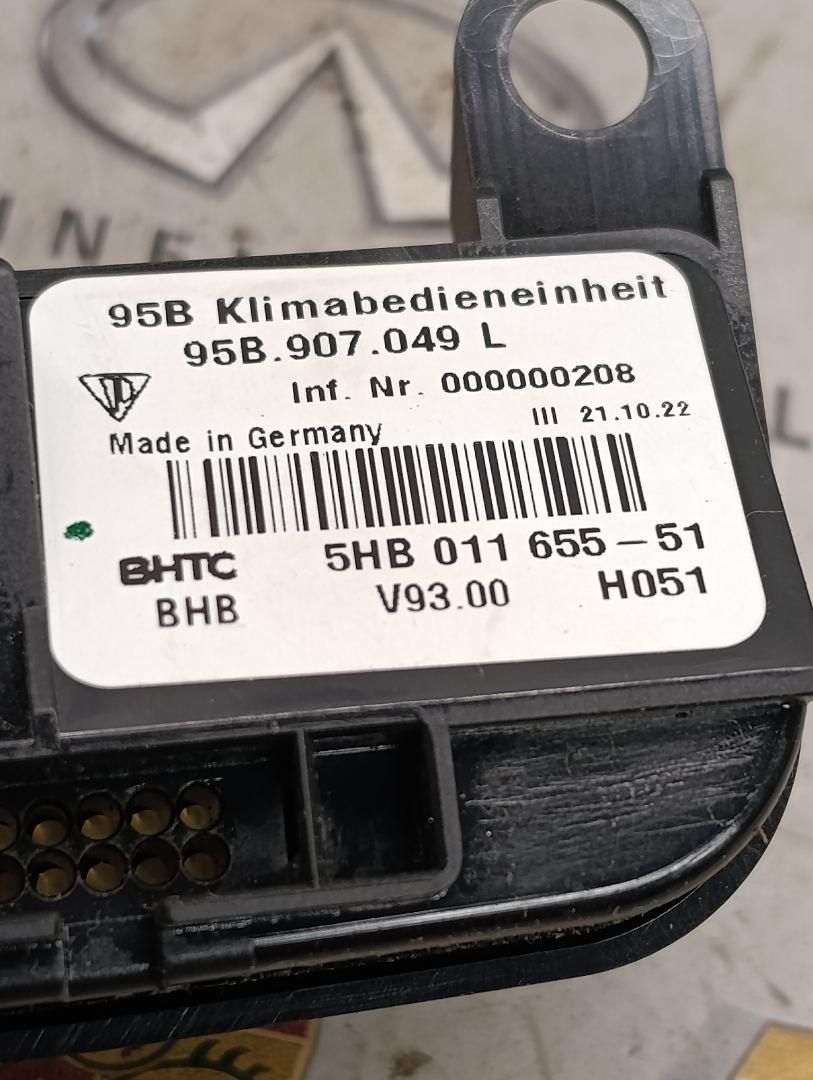 95B Klimabedieneinheit
95B.907.049 L
Inf. Nr. 000000208
III 21.10.22
Made in Germany
BHTC
5HB 011 655-51
BHB
V93.00
H051